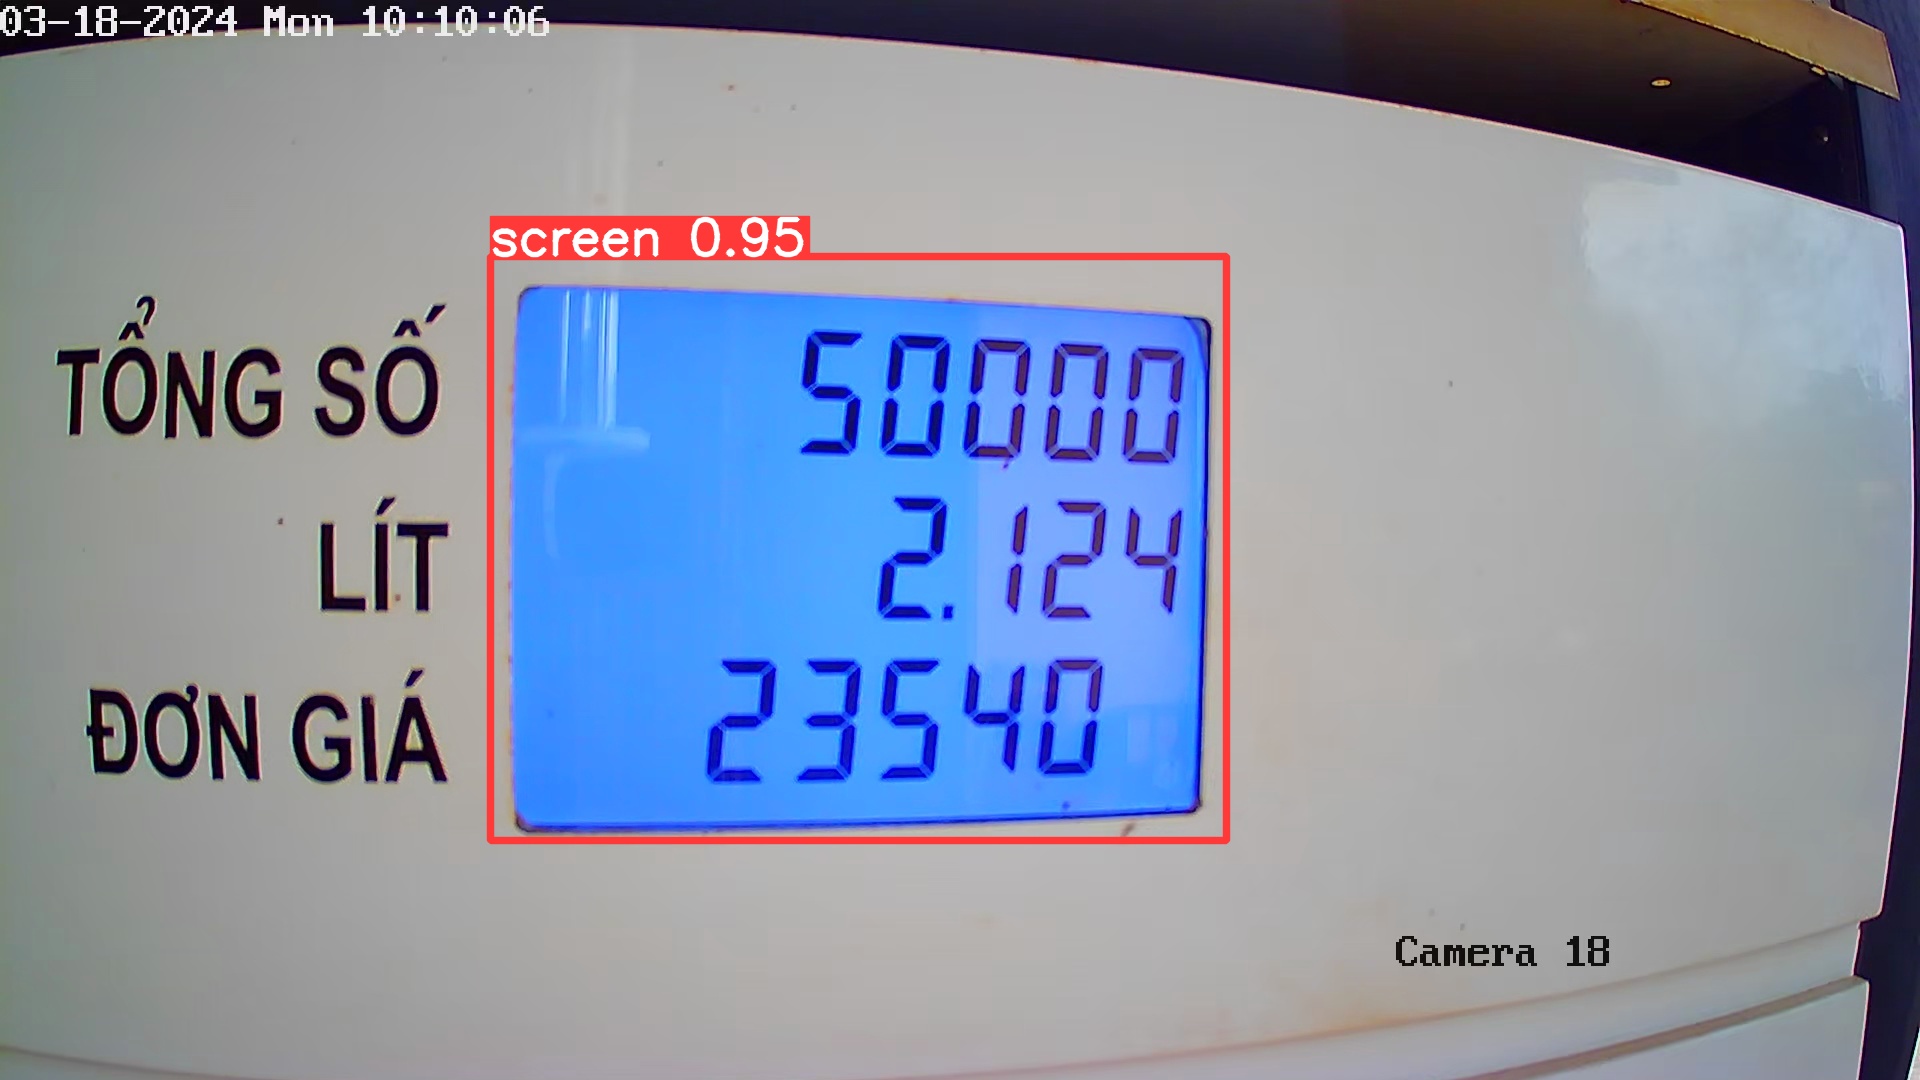 03-18-2024 Mon 10:10:06
screen 0.95
TỔNG SỐ 50000
LÍT 2.124
ĐƠN GIÁ 23540
Camera 18